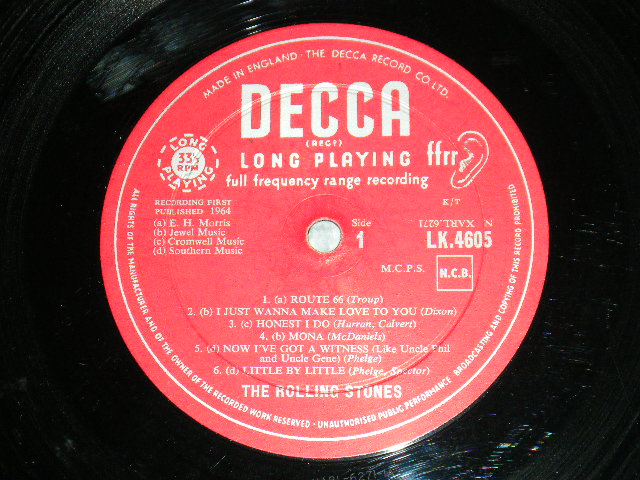 MADE IN ENGLAND · THE DECCA RECORD CO. LTD.
DECCA
(REGD)
LONG PLAYING 33⅓ RPM
LONG PLAYING ffrr
full frequency range recording
RECORDING FIRST
PUBLISHED 1964
K/T
(a) E. H. Morris
(b) Jewel Music
(c) Cromwell Music
(d) Southern Music
Side
1
N XARL.6271
LK.4605
M.C.P.S.
N.C.B.
1. (a) ROUTE 66 (Troup)
2. (b) I JUST WANNA MAKE LOVE TO YOU (Dixon)
3. (c) HONEST I DO (Hurran, Calvert)
4. (b) MONA (McDaniels)
5. (d) NOW I'VE GOT A WITNESS (Like Uncle Phil
and Uncle Gene) (Phelge)
6. (d) LITTLE BY LITTLE (Phelge, Spector)
THE ROLLING STONES
ALL RIGHTS OF THE MANUFACTURER AND OF THE OWNER OF THE RECORDED WORK RESERVED · UNAUTHORISED PUBLIC PERFORMANCE BROADCASTING AND COPYING OF THIS RECORD PROHIBITED